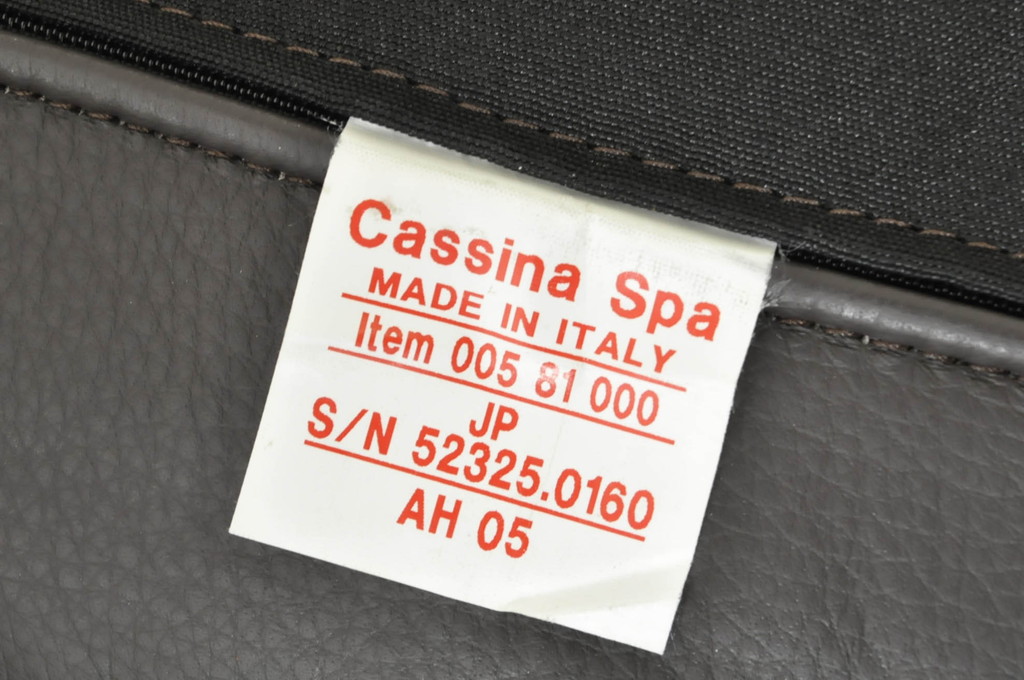 Cassina Spa
MADE IN ITALY
Item 005 81 000
JP
S/N 52325.0160
AH 05